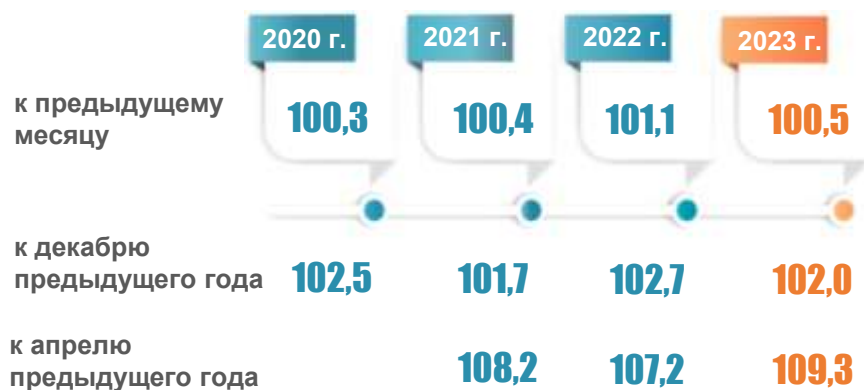 2020 г. 2021 г. 2022 г. 2023 г.
к предыдущему
месяцу
100,3 100,4 101,1 100,5
к декабрю
предыдущего года
102,5 101,7 102,7 102,0
к апрелю
предыдущего года
108,2 107,2 109,3